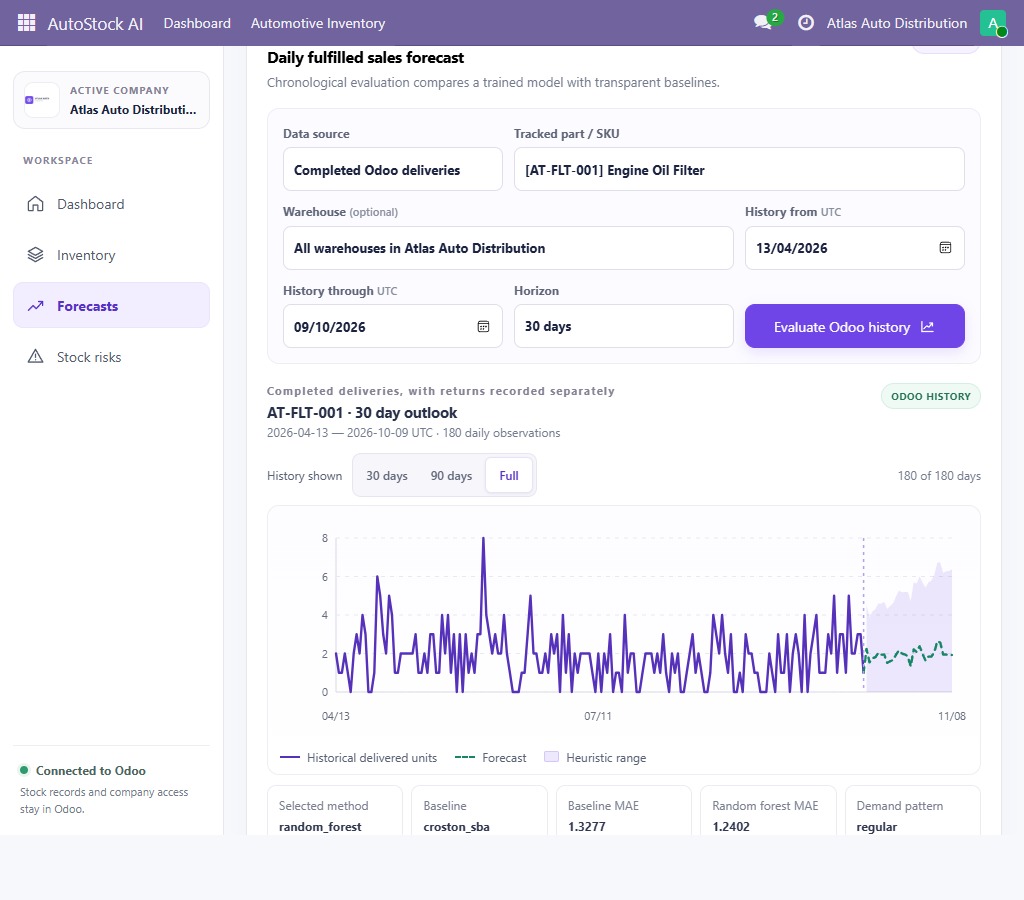 AutoStock AI Dashboard Automotive Inventory 2 Atlas Auto Distribution A
ACTIVE COMPANY
Atlas Auto Distributi...
WORKSPACE
Dashboard
Inventory
Forecasts
Stock risks
Connected to Odoo
Stock records and company access
stay in Odoo.
Daily fulfilled sales forecast
Chronological evaluation compares a trained model with transparent baselines.
Data source Tracked part / SKU
Completed Odoo deliveries [AT-FLT-001] Engine Oil Filter
Warehouse (optional) History from UTC
All warehouses in Atlas Auto Distribution 13/04/2026
History through UTC Horizon
09/10/2026 30 days Evaluate Odoo history
Completed deliveries, with returns recorded separately
ODOO HISTORY
AT-FLT-001 · 30 day outlook
2026-04-13 — 2026-10-09 UTC · 180 daily observations
History shown 30 days 90 days Full 180 of 180 days
8
6
4
2
0
04/13 07/11 11/08
Historical delivered units Forecast Heuristic range
Selected method Baseline Baseline MAE Random forest MAE Demand pattern
random_forest croston_sba 1.3277 1.2402 regular